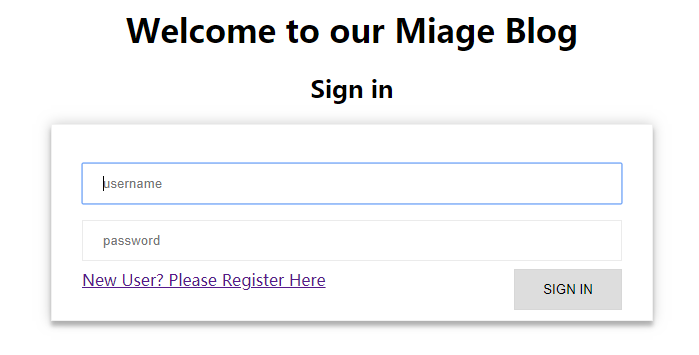 Welcome to our Miage Blog
Sign in
username
password
New User? Please Register Here
SIGN IN